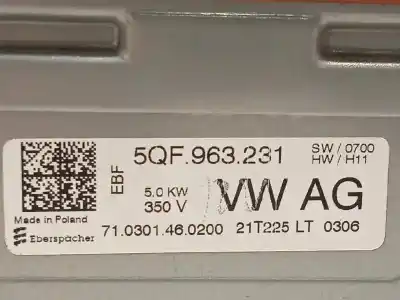 5QF.963.231
SW / 0700
HW / H11
EBF
5.0 KW
350 V
VW AG
Made in Poland
Eberspächer
71.0301.46.0200
21T225 LT 0306